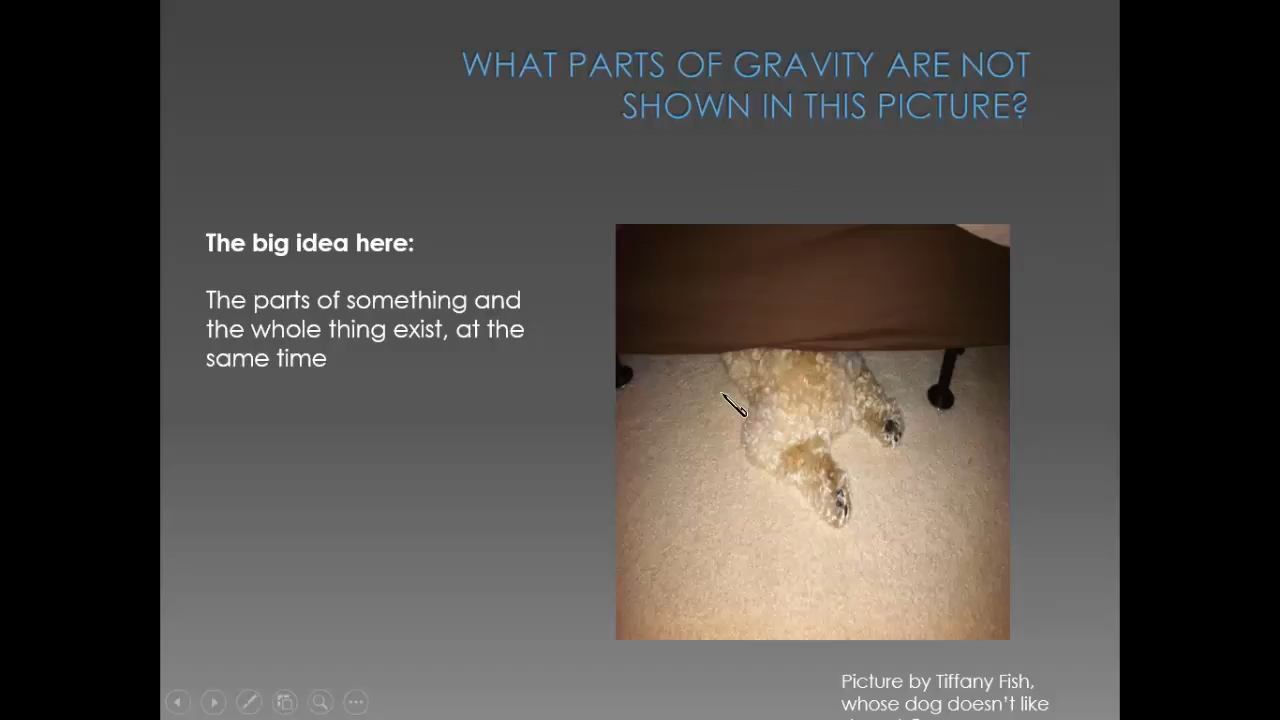 WHAT PARTS OF GRAVITY ARE NOT
SHOWN IN THIS PICTURE?
The big idea here:
The parts of something and
the whole thing exist, at the
same time
Picture by Tiffany Fish,
whose dog doesn't like